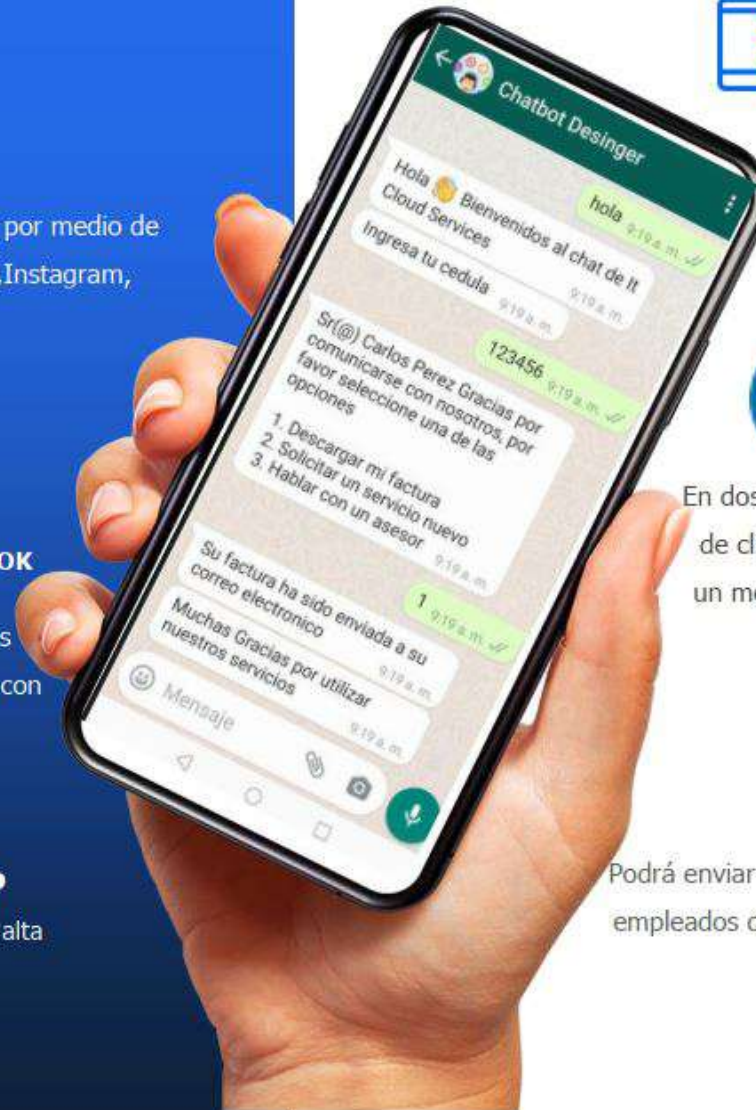 por medio de
,Instagram,
OK
s
con
alta
Chatbot Desinger
hola 9:19 a. m.
Hola 👋 Bienvenidos al chat de It
Cloud Services
9:19 a. m.
Ingresa tu cedula
9:19 a. m.
123456 9:19 a. m.
Sr(@) Carlos Perez Gracias por
comunicarse con nosotros, por
favor seleccione una de las
opciones
1. Descargar mi factura
2. Solicitar un servicio nuevo
3. Hablar con un asesor
9:19 a. m.
1 9:19 a. m.
Su factura ha sido enviada a su
correo electronico
9:19 a. m.
Muchas Gracias por utilizar
nuestros servicios
9:19 a. m.
Mensaje
En dos
de cl
un me
Podrá enviar
empleados